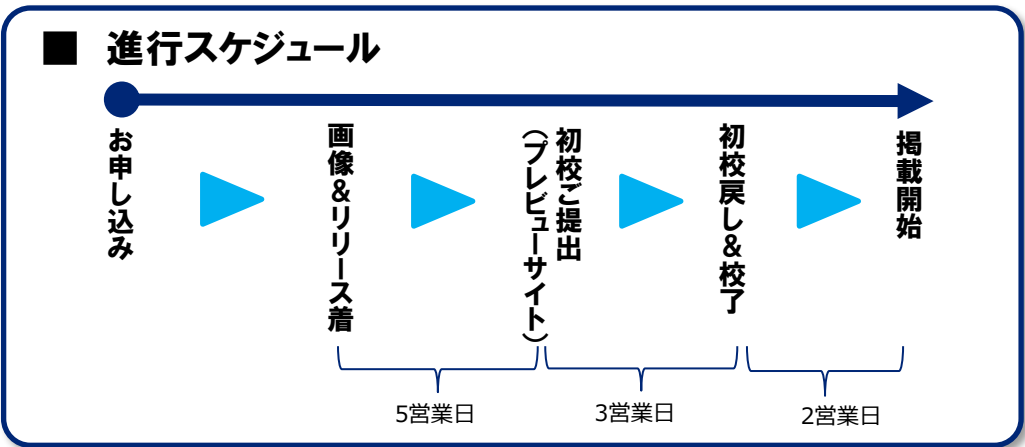 ■ 進行スケジュール
お申し込み
画像&リリース着
初校ご提出
(プレビューサイト)
初校戻し&校了
掲載開始
5営業日
3営業日
2営業日